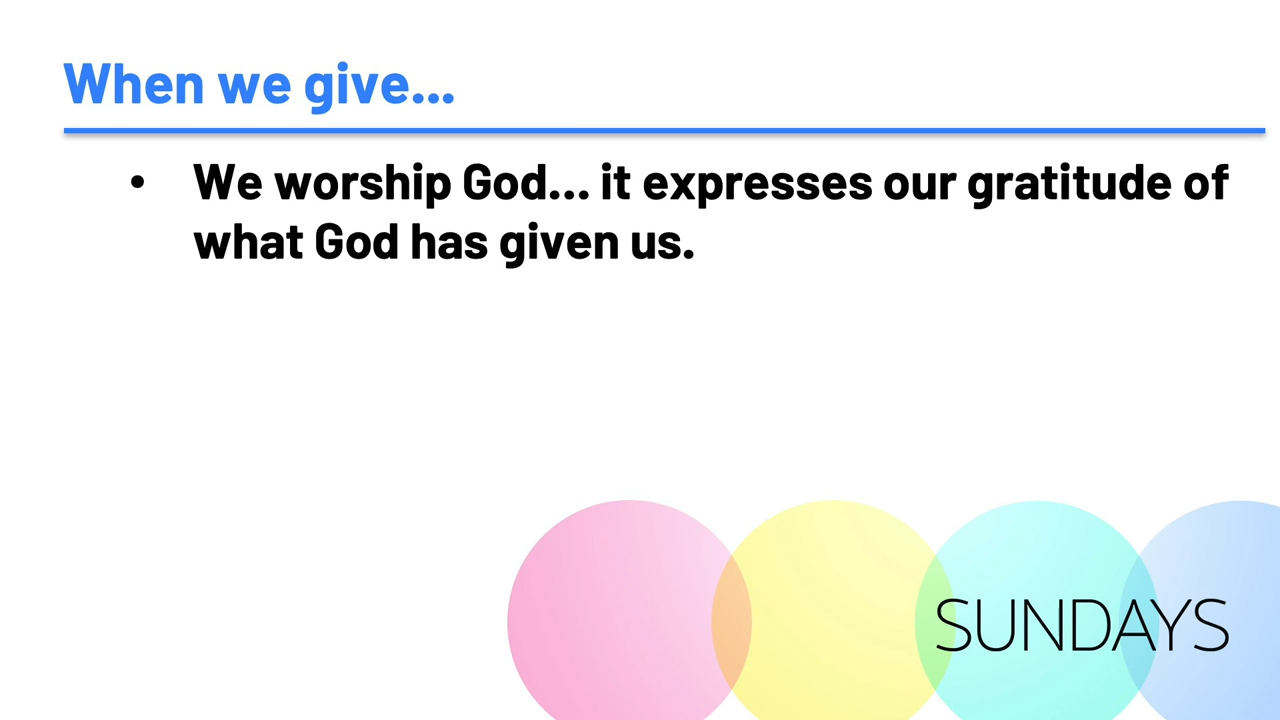 When we give...
• We worship God... it expresses our gratitude of
what God has given us.
SUNDAYS